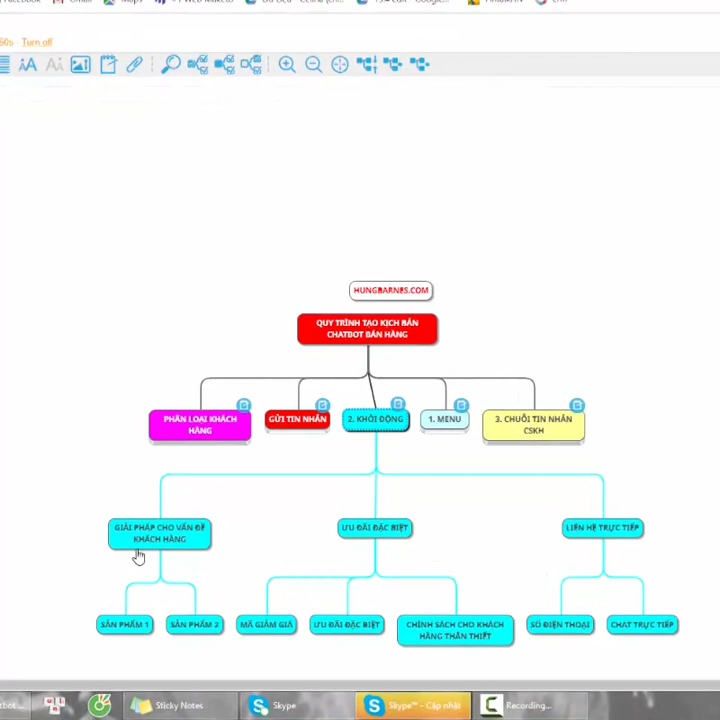 Turn off
HUNGBARNES.COM
QUY TRÌNH TẠO KỊCH BẢN
CHATBOT BÁN HÀNG
PHÂN LOẠI KHÁCH
HÀNG
GỬI TIN NHẮN
2. KHỞI ĐỘNG
1. MENU
3. CHUỖI TIN NHẮN
CSKH
GIẢI PHÁP CHO VẤN ĐỀ
KHÁCH HÀNG
ƯU ĐÃI ĐẶC BIỆT
LIÊN HỆ TRỰC TIẾP
SẢN PHẨM 1
SẢN PHẨM 2
MÃ GIẢM GIÁ
ƯU ĐÃI ĐẶC BIỆT
CHÍNH SÁCH CHO KHÁCH
HÀNG THÂN THIẾT
SỐ ĐIỆN THOẠI
CHAT TRỰC TIẾP
Sticky Notes
Skype
Skype™ - Cập nhật
Recording...